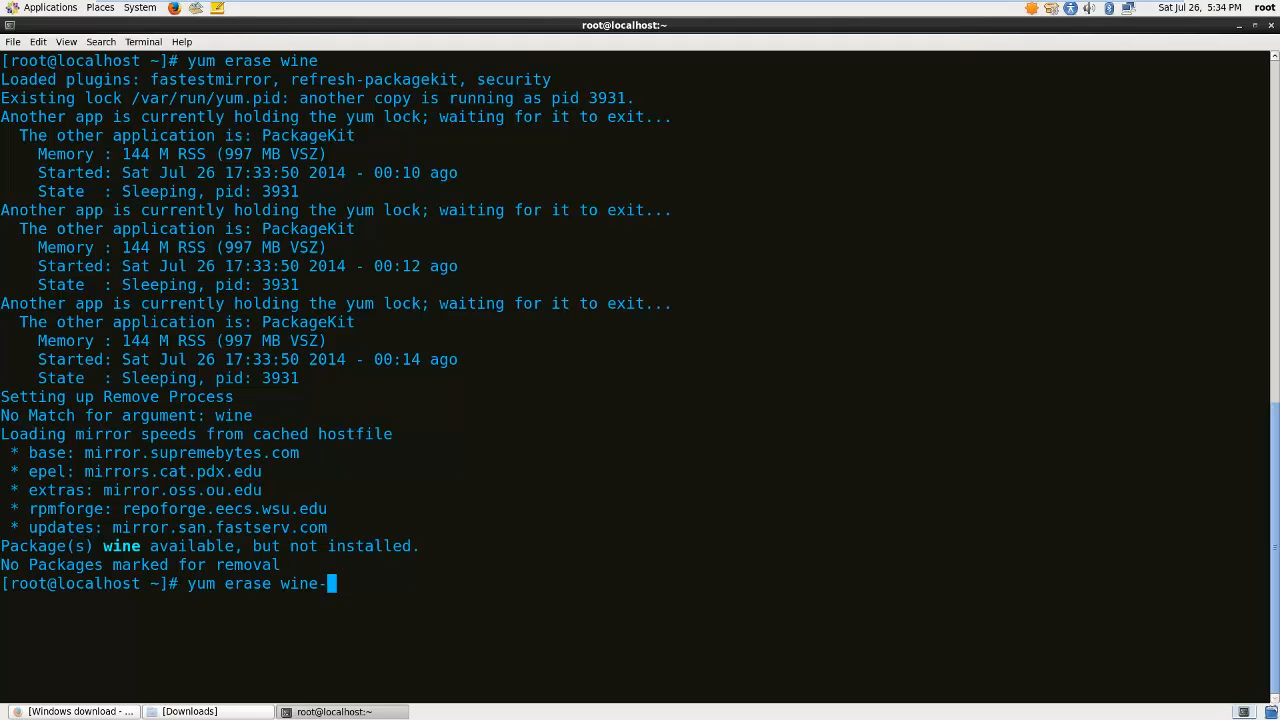 Applications Places System
Sat Jul 26, 5:34 PM root
root@localhost:~
File Edit View Search Terminal Help
[root@localhost ~]# yum erase wine
Loaded plugins: fastestmirror, refresh-packagekit, security
Existing lock /var/run/yum.pid: another copy is running as pid 3931.
Another app is currently holding the yum lock; waiting for it to exit...
  The other application is: PackageKit
    Memory : 144 M RSS (997 MB VSZ)
    Started: Sat Jul 26 17:33:50 2014 - 00:10 ago
    State  : Sleeping, pid: 3931
Another app is currently holding the yum lock; waiting for it to exit...
  The other application is: PackageKit
    Memory : 144 M RSS (997 MB VSZ)
    Started: Sat Jul 26 17:33:50 2014 - 00:12 ago
    State  : Sleeping, pid: 3931
Another app is currently holding the yum lock; waiting for it to exit...
  The other application is: PackageKit
    Memory : 144 M RSS (997 MB VSZ)
    Started: Sat Jul 26 17:33:50 2014 - 00:14 ago
    State  : Sleeping, pid: 3931
Setting up Remove Process
No Match for argument: wine
Loading mirror speeds from cached hostfile
 * base: mirror.supremebytes.com
 * epel: mirrors.cat.pdx.edu
 * extras: mirror.oss.ou.edu
 * rpmforge: repoforge.eecs.wsu.edu
 * updates: mirror.san.fastserv.com
Package(s) wine available, but not installed.
No Packages marked for removal
[root@localhost ~]# yum erase wine-
[Windows download - ...
[Downloads]
root@localhost:~